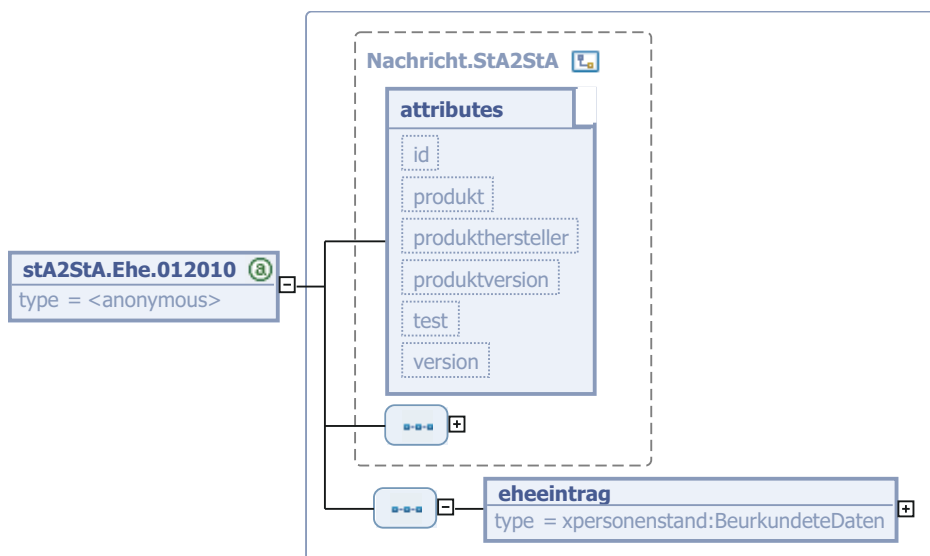 Nachricht.StA2StA
attributes
id
produkt
produkthersteller
produktversion
test
version
stA2StA.Ehe.012010 @
type = <anonymous>
eheeintrag
type = xpersonenstand:BeurkundeteDaten